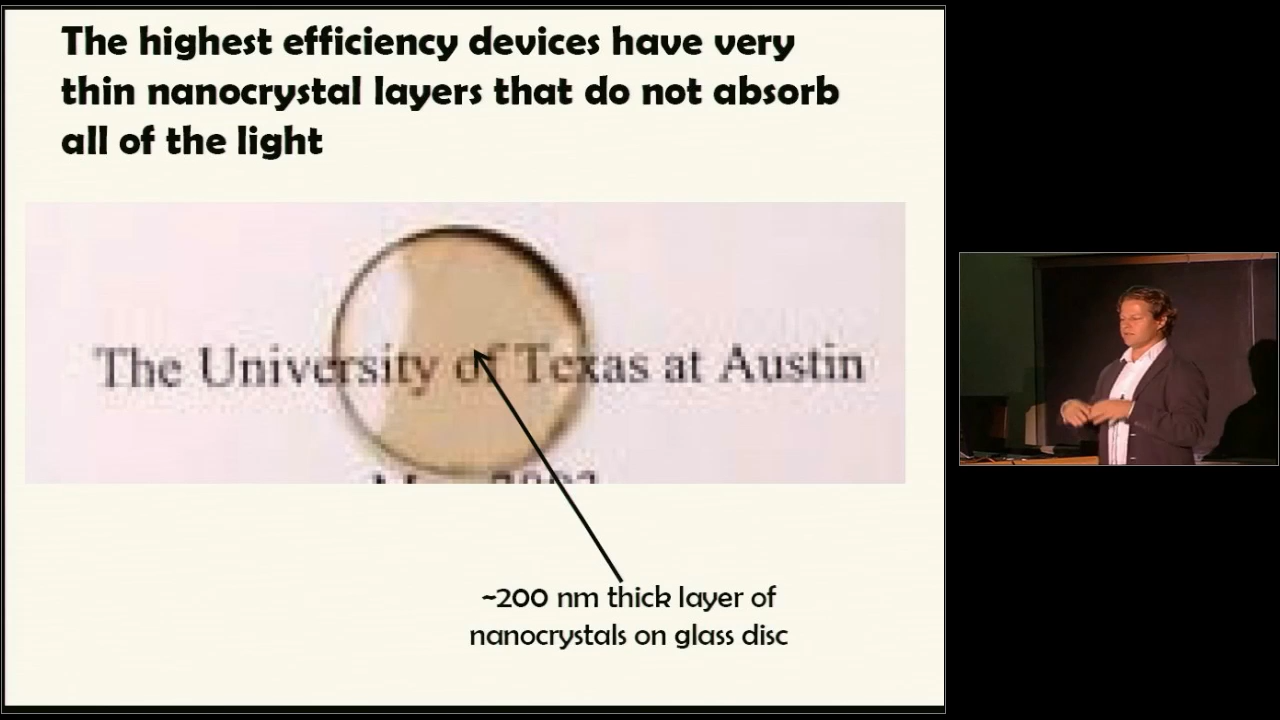 The highest efficiency devices have very
thin nanocrystal layers that do not absorb
all of the light
The University of Texas at Austin
~200 nm thick layer of
nanocrystals on glass disc